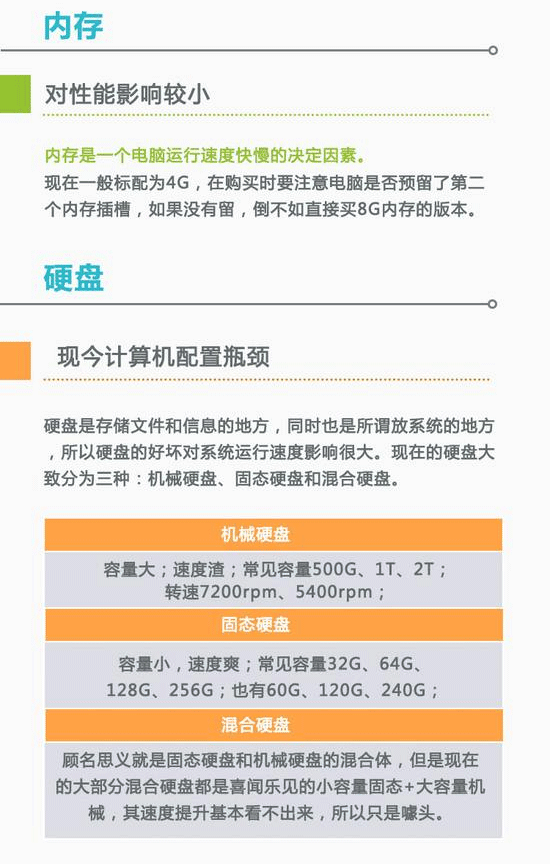 内存
对性能影响较小
内存是一个电脑运行速度快慢的决定因素。
现在一般标配为4G，在购买时要注意电脑是否预留了第二
个内存插槽，如果没有留，倒不如直接买8G内存的版本。
硬盘
现今计算机配置瓶颈
硬盘是存储文件和信息的地方，同时也是所谓放系统的地方
，所以硬盘的好坏对系统运行速度影响很大。现在的硬盘大
致分为三种：机械硬盘、固态硬盘和混合硬盘。
机械硬盘
容量大；速度渣；常见容量500G、1T、2T；
转速7200rpm、5400rpm；
固态硬盘
容量小，速度爽；常见容量32G、64G、
128G、256G；也有60G、120G、240G；
混合硬盘
顾名思义就是固态硬盘和机械硬盘的混合体，但是现在
的大部分混合硬盘都是喜闻乐见的小容量固态+大容量机
械，其速度提升基本看不出来，所以只是噱头。